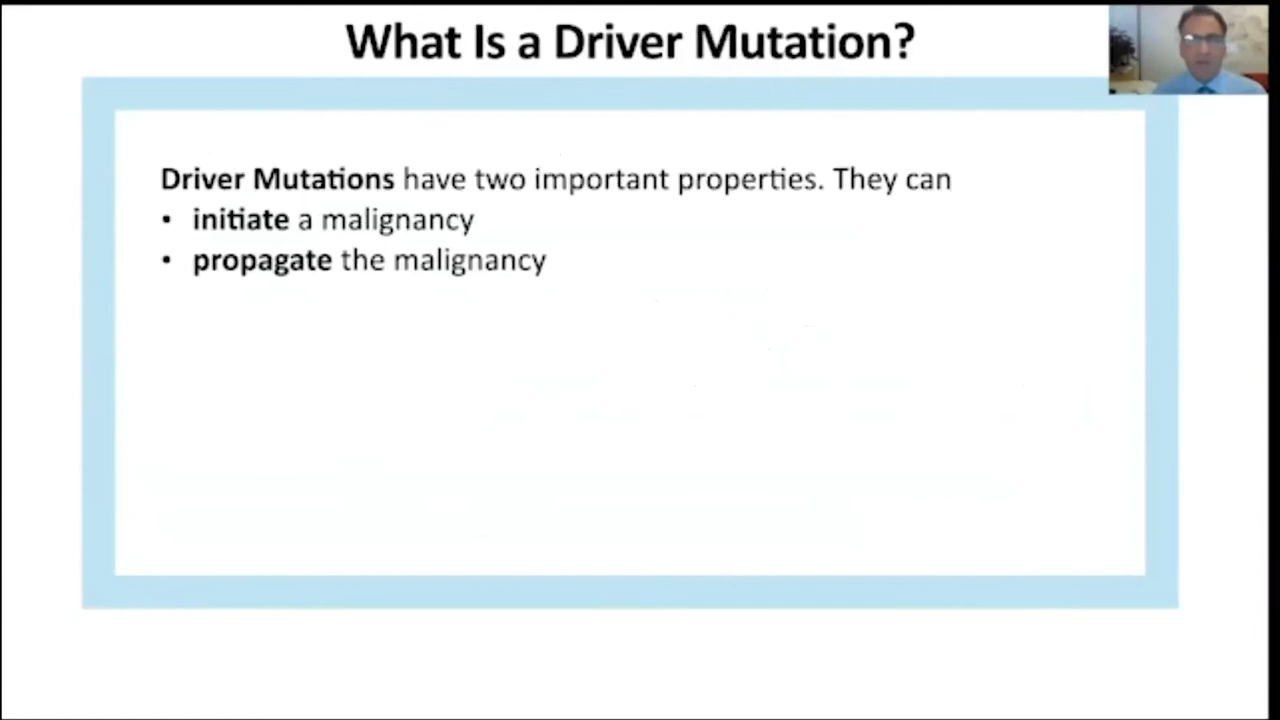 What Is a Driver Mutation?
Driver Mutations have two important properties. They can
• initiate a malignancy
• propagate the malignancy